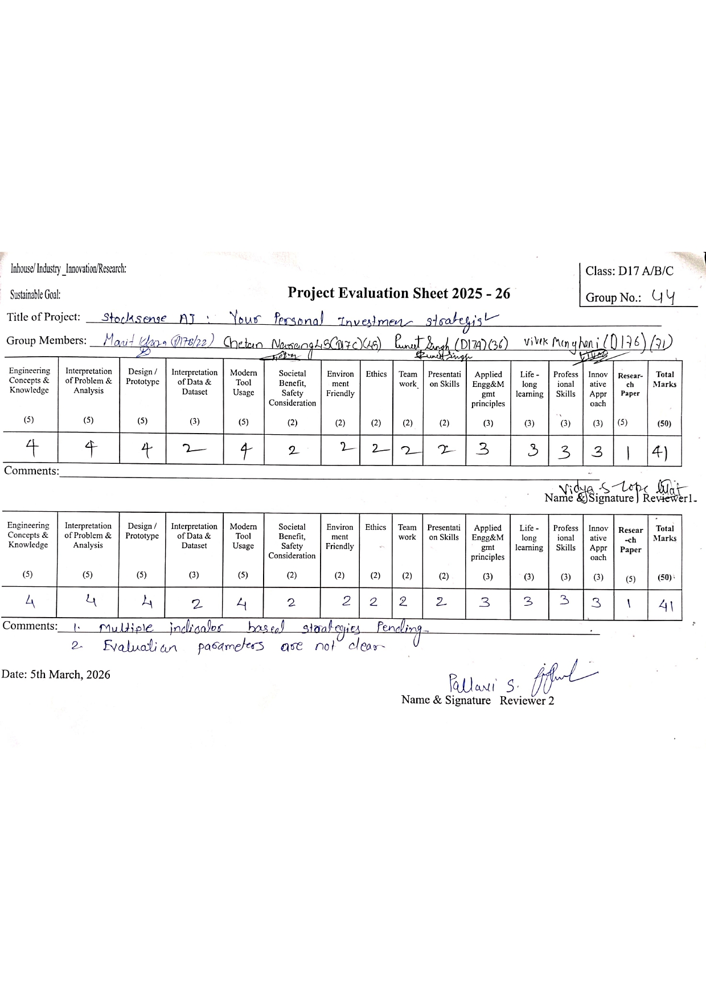 Inhouse/ Industry _Innovation/Research:
Class: D17 A/B/C
Sustainable Goal:
Project Evaluation Sheet 2025 - 26
Group No.: 44
Title of Project: Stocksense AI : Your Personal Investmen strategist
Group Members: (D17B/22) Chetan (D17C)(45) Puneet Singh (D17A)(36) Vivek Menghani (D17B) (71)
Puneet Singh
Engineering Concepts & Knowledge (5) Interpretation of Problem & Analysis (5) Design / Prototype (5) Interpretation of Data & Dataset (3) Modern Tool Usage (5) Societal Benefit, Safety Consideration (2) Environ ment Friendly (2) Ethics (2) Team work (2) Presentati on Skills (2) Applied Engg&M gmt principles (3) Life - long learning (3) Profess ional Skills (3) Innov ative Appr oach (3) Resear- ch Paper (5) Total Marks (50)
4 4 4 2 4 2 2 2 2 2 3 3 3 3 1 41
Comments:
Vidya S Zope
Name & Signature Reviewer1
Engineering Concepts & Knowledge (5) Interpretation of Problem & Analysis (5) Design / Prototype (5) Interpretation of Data & Dataset (3) Modern Tool Usage (5) Societal Benefit, Safety Consideration (2) Environ ment Friendly (2) Ethics (2) Team work (2) Presentati on Skills (2) Applied Engg&M gmt principles (3) Life - long learning (3) Profess ional Skills (3) Innov ative Appr oach (3) Resear -ch Paper (5) Total Marks (50)
4 4 4 2 4 2 2 2 2 2 3 3 3 3 1 41
Comments: 1. Multiple indicator based strategies Pending
2. Evaluation parameters are not clear
Date: 5th March, 2026
Pallavi S.
Name & Signature Reviewer 2